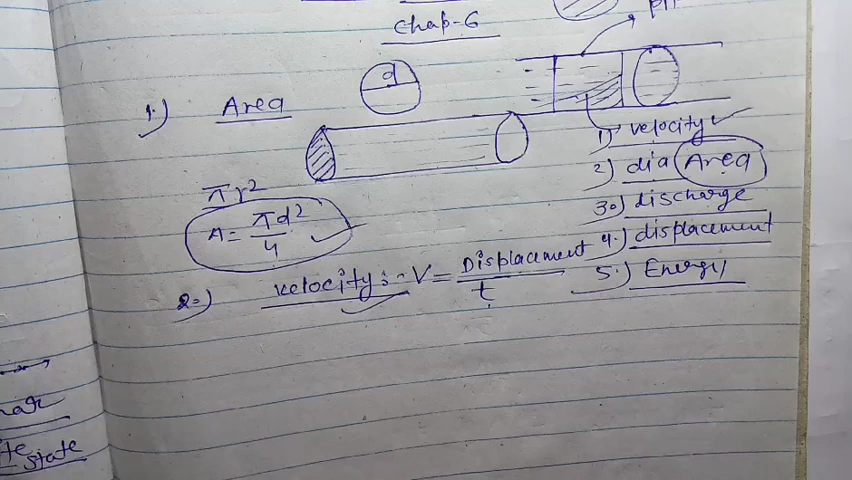 chap-6
1.) Area
d
1) velocity
2) dia Area
3.) discharge
4.) displacement
5.) Energy
πr²
A = πd²/4
2.) velocity :- V = Displacement/t
state